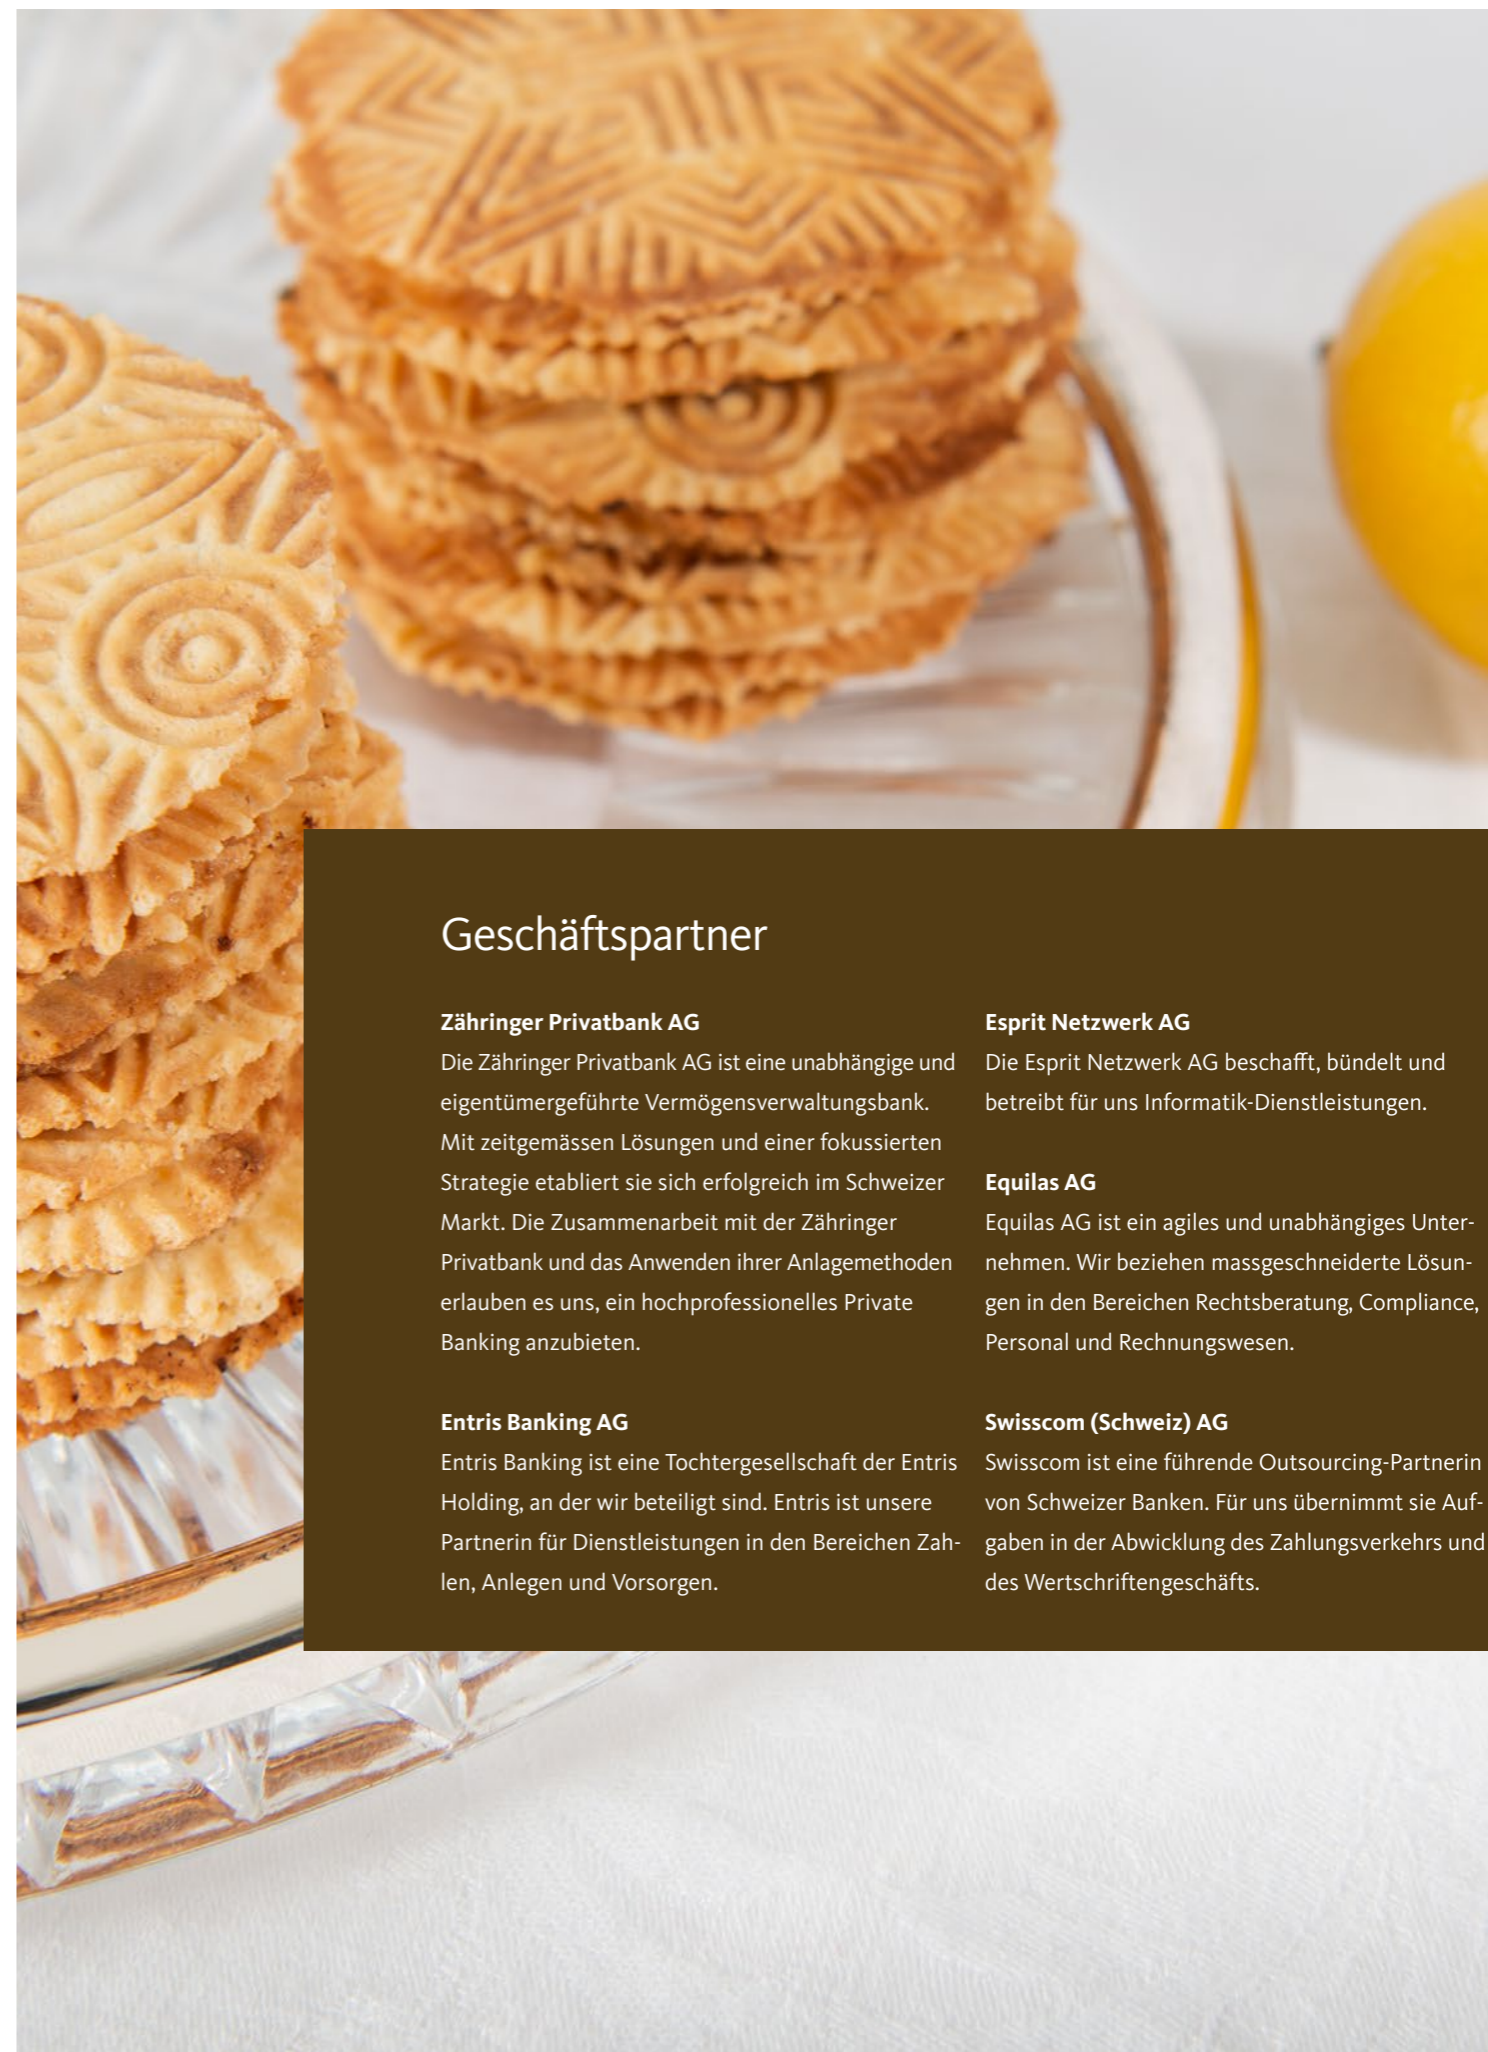 Geschäftspartner
Zähringer Privatbank AG
Die Zähringer Privatbank AG ist eine unabhängige und
eigentümergeführte Vermögensverwaltungsbank.
Mit zeitgemässen Lösungen und einer fokussierten
Strategie etabliert sie sich erfolgreich im Schweizer
Markt. Die Zusammenarbeit mit der Zähringer
Privatbank und das Anwenden ihrer Anlagemethoden
erlauben es uns, ein hochprofessionelles Private
Banking anzubieten.
Entris Banking AG
Entris Banking ist eine Tochtergesellschaft der Entris
Holding, an der wir beteiligt sind. Entris ist unsere
Partnerin für Dienstleistungen in den Bereichen Zah-
len, Anlegen und Vorsorgen.
Esprit Netzwerk AG
Die Esprit Netzwerk AG beschafft, bündelt und
betreibt für uns Informatik-Dienstleistungen.
Equilas AG
Equilas AG ist ein agiles und unabhängiges Unter-
nehmen. Wir beziehen massgeschneiderte Lösun-
gen in den Bereichen Rechtsberatung, Compliance,
Personal und Rechnungswesen.
Swisscom (Schweiz) AG
Swisscom ist eine führende Outsourcing-Partnerin
von Schweizer Banken. Für uns übernimmt sie Auf-
gaben in der Abwicklung des Zahlungsverkehrs und
des Wertschriftengeschäfts.